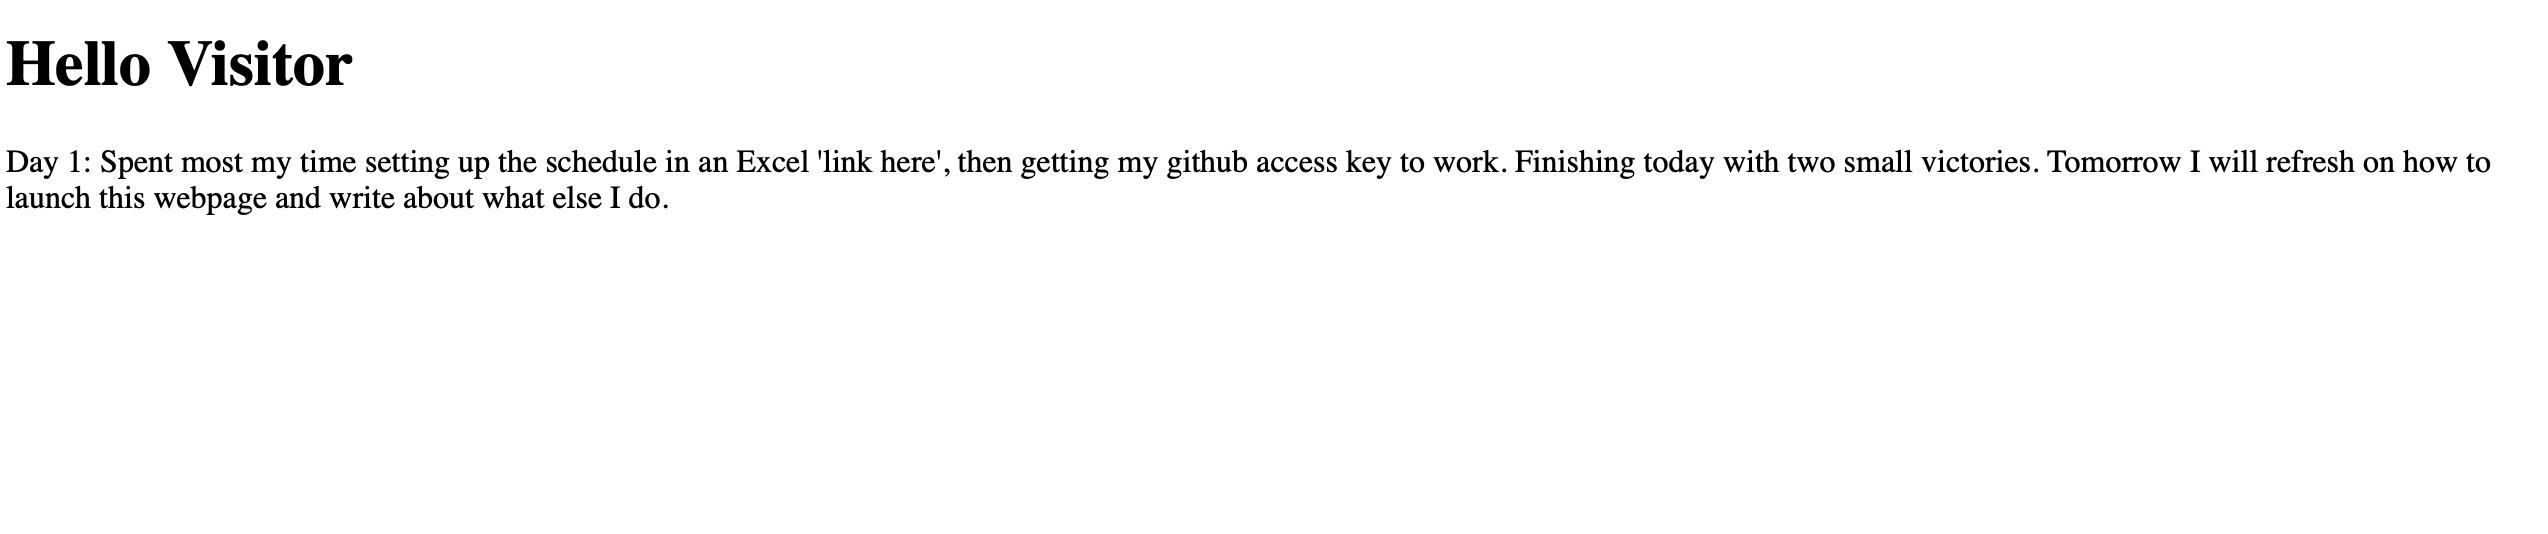 Hello Visitor
Day 1: Spent most my time setting up the schedule in an Excel 'link here', then getting my github access key to work. Finishing today with two small victories. Tomorrow I will refresh on how to
launch this webpage and write about what else I do.